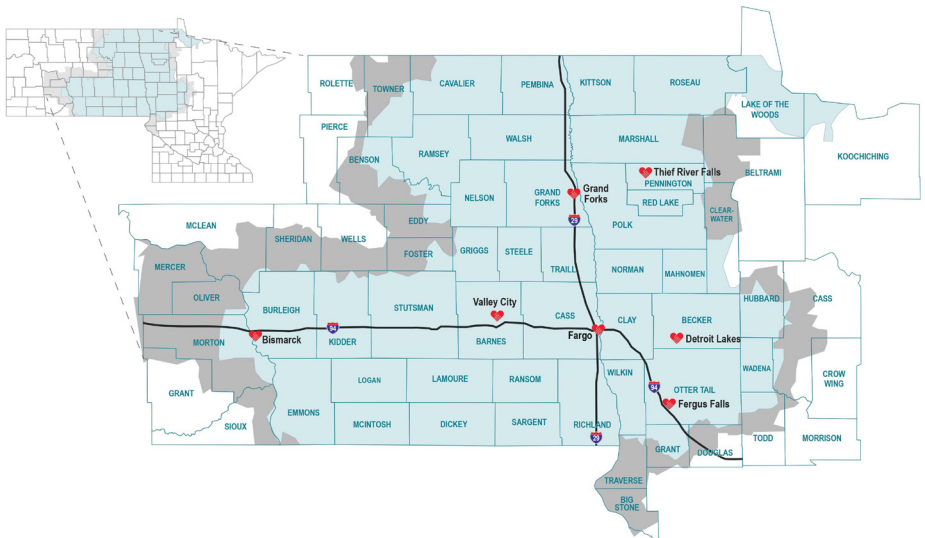 ROLETTE
TOWNER
CAVALIER
PEMBINA
KITTSON
ROSEAU
LAKE OF THE
WOODS
PIERCE
WALSH
MARSHALL
KOOCHICHING
BENSON
RAMSEY
BELTRAMI
Thief River Falls
PENNINGTON
NELSON
GRAND
FORKS
Grand
Forks
RED LAKE
CLEAR-
WATER
29
POLK
MCLEAN
SHERIDAN
WELLS
EDDY
FOSTER
GRIGGS
STEELE
TRAILL
NORMAN
MAHNOMEN
MERCER
OLIVER
HUBBARD
CASS
BURLEIGH
STUTSMAN
Valley City
CASS
CLAY
BECKER
MORTON
Bismarck
94
KIDDER
BARNES
Fargo
Detroit Lakes
GRANT
LOGAN
LAMOURE
RANSOM
WILKIN
94
OTTER TAIL
WADENA
CROW
WING
Fergus Falls
SIOUX
EMMONS
MCINTOSH
DICKEY
SARGENT
RICHLAND
29
GRANT
DOUGLAS
TODD
MORRISON
TRAVERSE
BIG
STONE